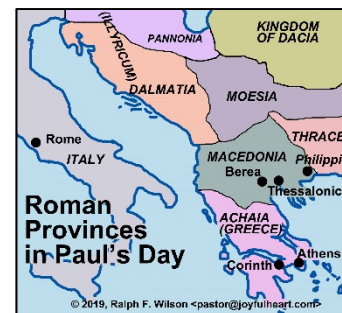 (ILLYRICUM)
PANNONIA
KINGDOM
OF DACIA
DALMATIA
MOESIA
THRACE
Rome
ITALY
MACEDONIA
Philippi
Berea
Thessalonic
Roman
Provinces
in Paul's Day
ACHAIA
(GREECE)
Athens
Corinth
© 2019, Ralph F. Wilson <pastor@joyfulheart.com>